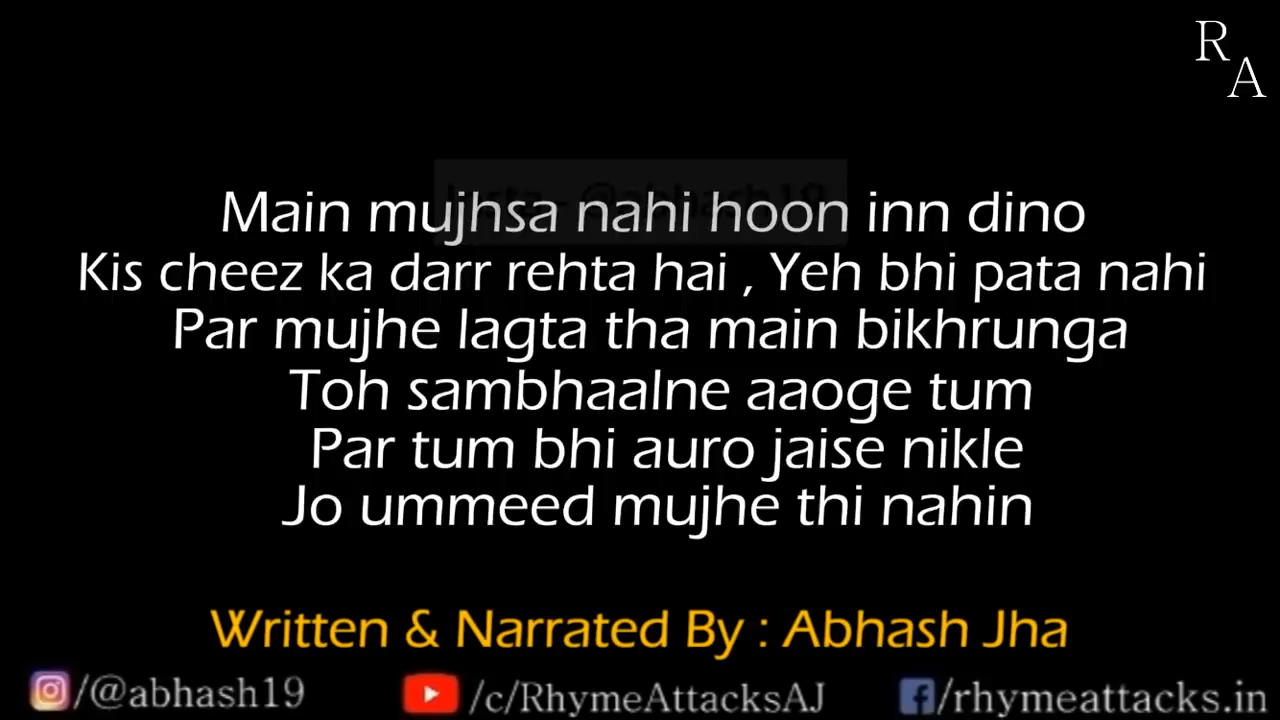 R
A
Main mujhsa nahi hoon inn dino
Kis cheez ka darr rehta hai , Yeh bhi pata nahi
Par mujhe lagta tha main bikhrunga
Toh sambhaalne aaoge tum
Par tum bhi auro jaise nikle
Jo ummeed mujhe thi nahin
Written & Narrated By : Abhash Jha
/@abhash19 /c/RhymeAttacksAJ /rhymeattacks.in